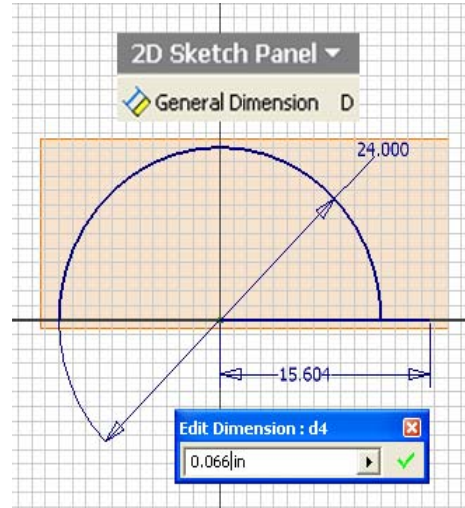 2D Sketch Panel
General Dimension D
24.000
15.604
Edit Dimension : d4
0.066in